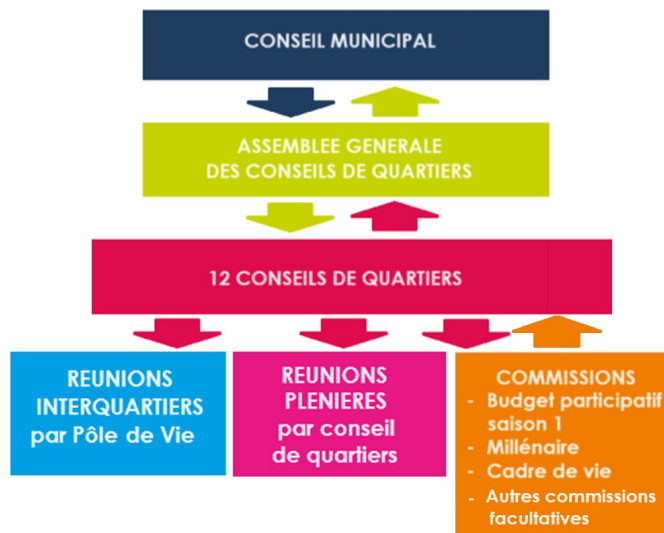 CONSEIL MUNICIPAL
ASSEMBLEE GENERALE
DES CONSEILS DE QUARTIERS
12 CONSEILS DE QUARTIERS
REUNIONS
INTERQUARTIERS
par Pôle de Vie
REUNIONS
PLENIERES
par conseil
de quartiers
COMMISSIONS
- Budget participatif
saison 1
- Millénaire
- Cadre de vie
- Autres commissions
facultatives